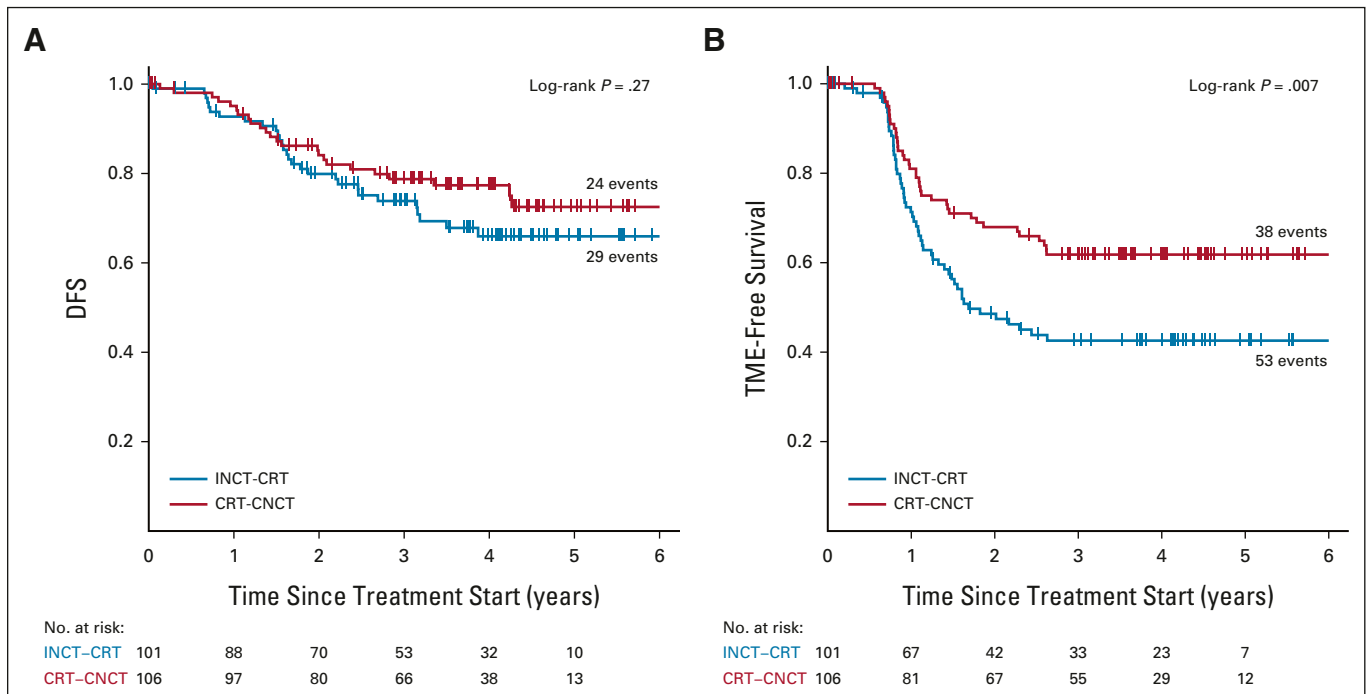 A
Log-rank P = .27
1.0
0.8
0.6
0.4
0.2
DFS
24 events
29 events
INCT-CRT
CRT-CNCT
0 1 2 3 4 5 6
Time Since Treatment Start (years)
No. at risk:
INCT–CRT 101 88 70 53 32 10
CRT–CNCT 106 97 80 66 38 13
B
Log-rank P = .007
1.0
0.8
0.6
0.4
0.2
TME-Free Survival
38 events
53 events
INCT-CRT
CRT-CNCT
0 1 2 3 4 5 6
Time Since Treatment Start (years)
No. at risk:
INCT–CRT 101 67 42 33 23 7
CRT–CNCT 106 81 67 55 29 12